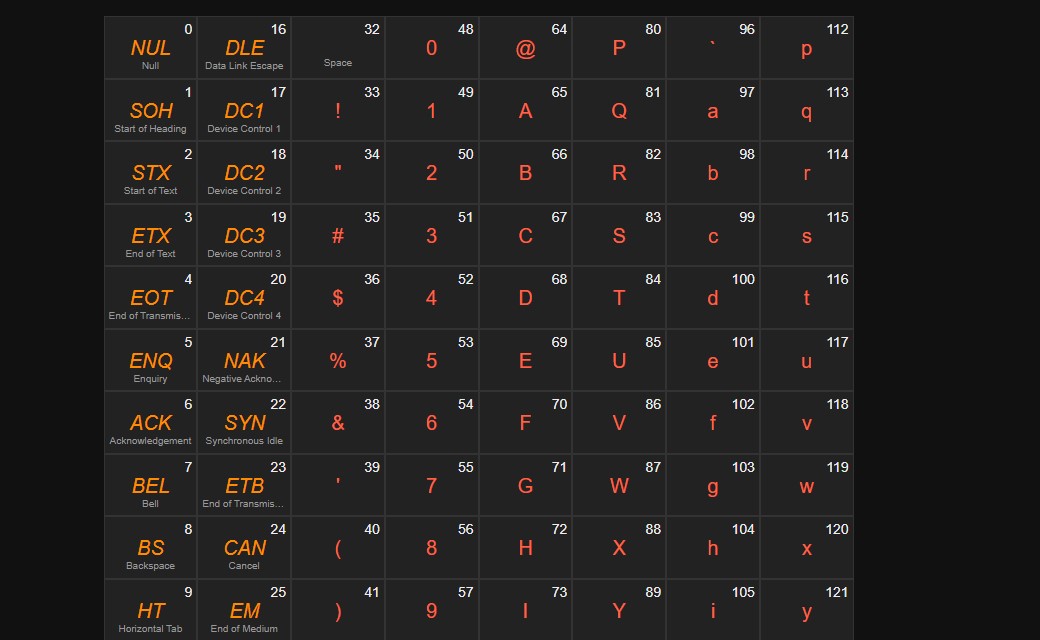 0 16 32 48 64 80 96 112
NUL DLE 0 @ P ` p
Null Data Link Escape Space
1 17 33 49 65 81 97 113
SOH DC1 ! 1 A Q a q
Start of Heading Device Control 1
2 18 34 50 66 82 98 114
STX DC2 " 2 B R b r
Start of Text Device Control 2
3 19 35 51 67 83 99 115
ETX DC3 # 3 C S c s
End of Text Device Control 3
4 20 36 52 68 84 100 116
EOT DC4 $ 4 D T d t
End of Transmis... Device Control 4
5 21 37 53 69 85 101 117
ENQ NAK % 5 E U e u
Enquiry Negative Ackno...
6 22 38 54 70 86 102 118
ACK SYN & 6 F V f v
Acknowledgement Synchronous Idle
7 23 39 55 71 87 103 119
BEL ETB ' 7 G W g w
Bell End of Transmis...
8 24 40 56 72 88 104 120
BS CAN ( 8 H X h x
Backspace Cancel
9 25 41 57 73 89 105 121
HT EM ) 9 I Y i y
Horizontal Tab End of Medium